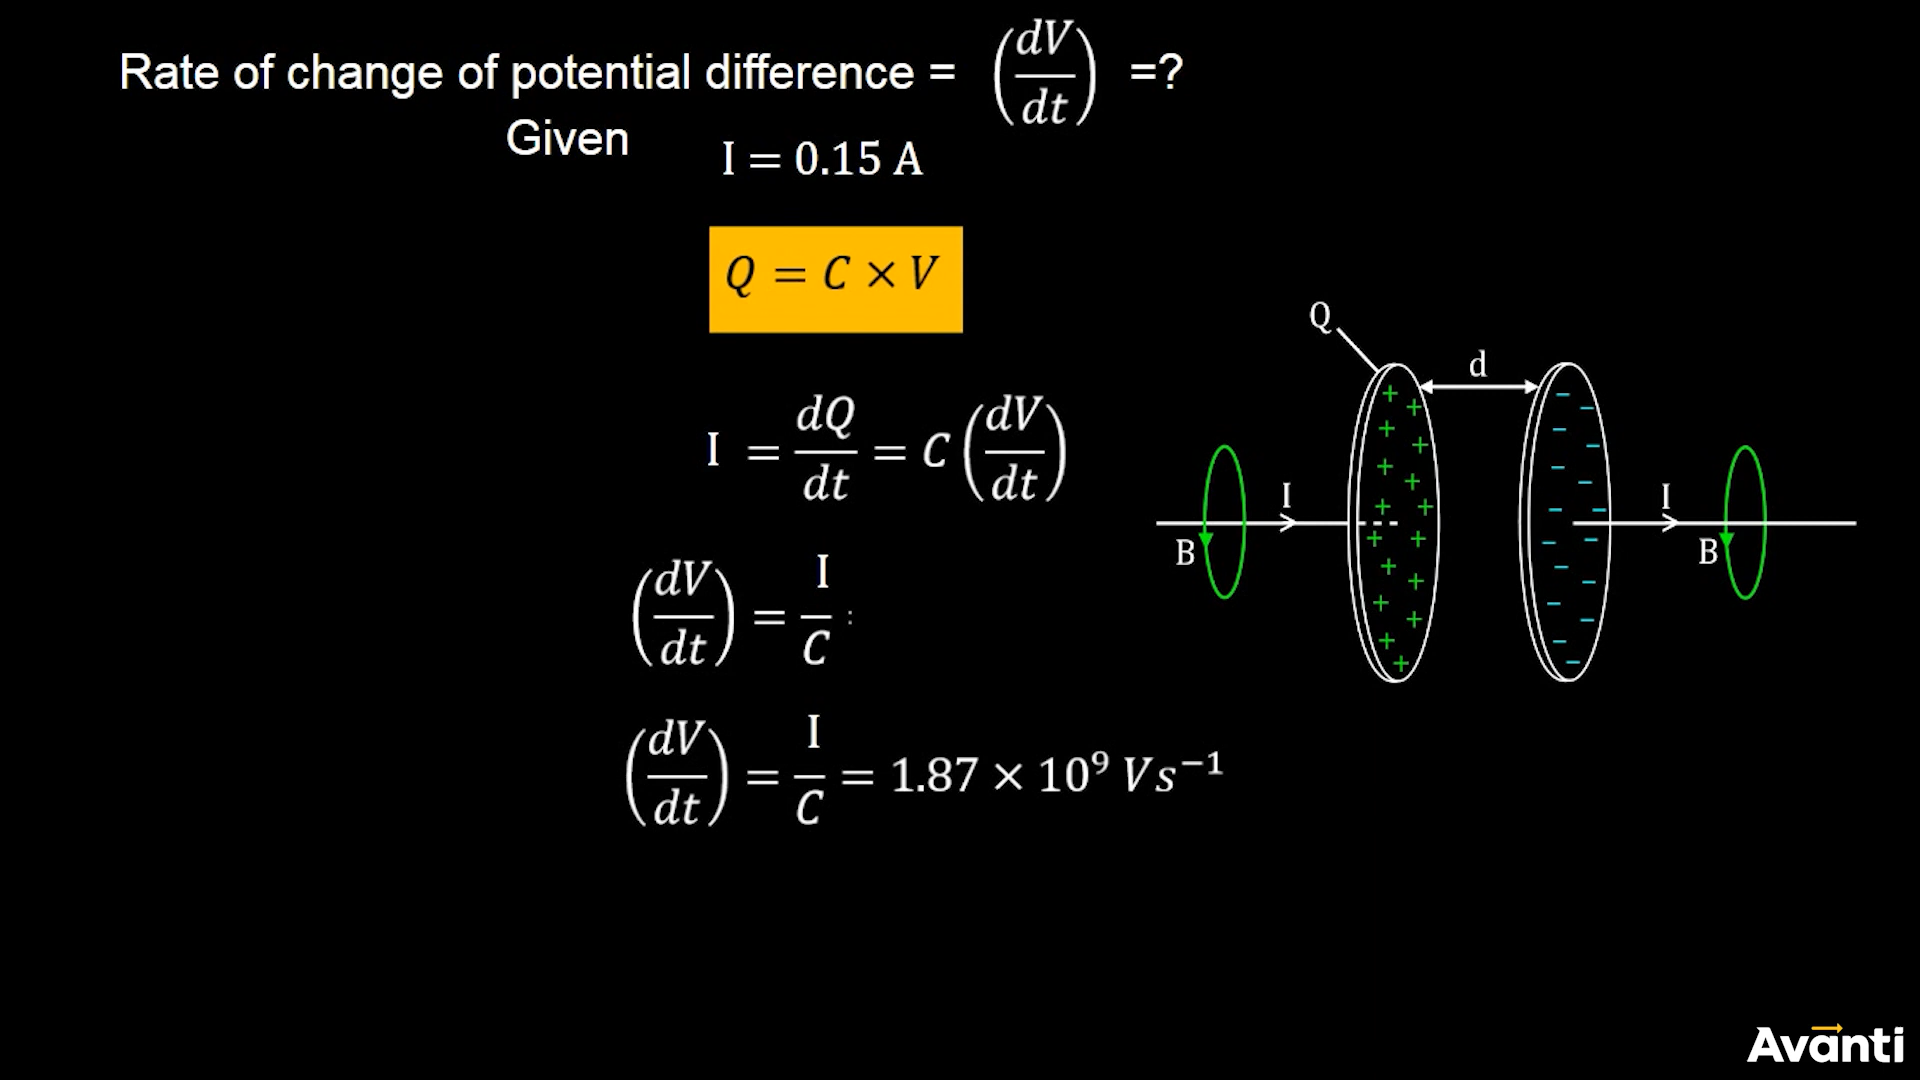 Rate of change of potential difference = (dV/dt) =?
Given
I = 0.15 A
Q = C × V
I = dQ/dt = C (dV/dt)
(dV/dt) = I/C :
(dV/dt) = I/C = 1.87 × 10⁹ Vs⁻¹
Q
d
I
B
I
B
Avanti